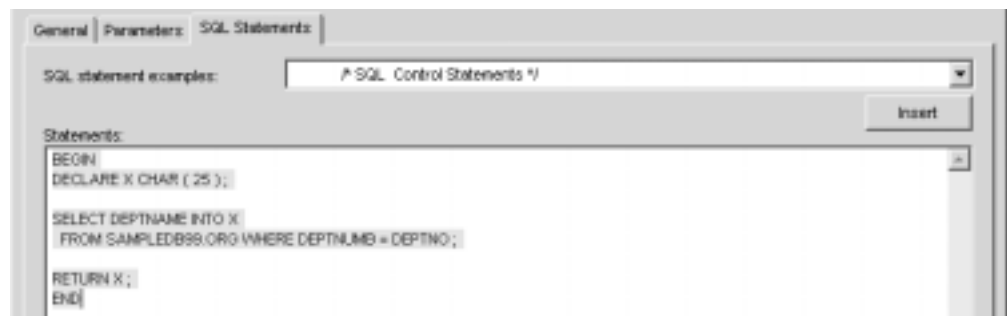 General Parameters SQL Statements
SQL statement examples: /* SQL Control Statements */
Insert
Statements:
BEGIN
DECLARE X CHAR ( 25 ) ;
SELECT DEPTNAME INTO X
FROM SAMPLEDB99.ORG WHERE DEPTNUMB = DEPTNO ;
RETURN X ;
END